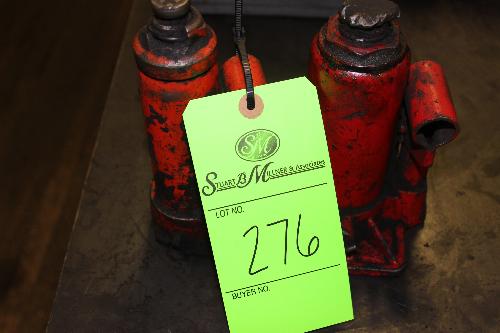 SM
STUART B MILLNER & Associates
LOT NO.
276
BUYER NO.